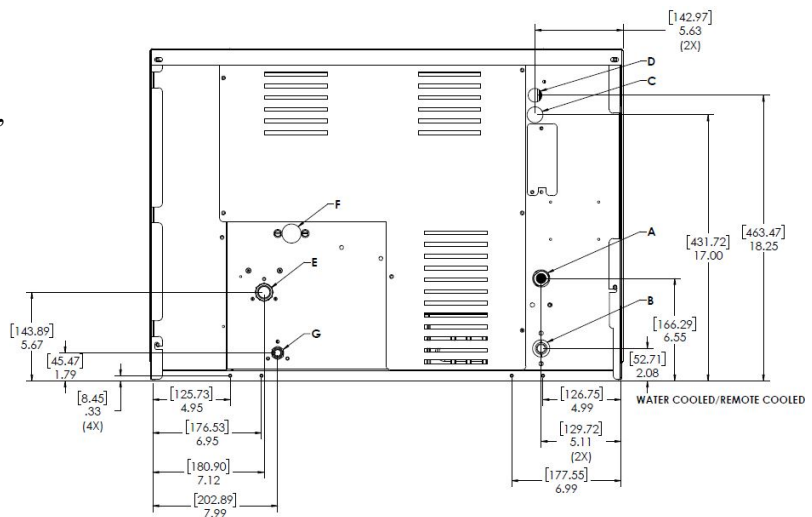 [142.97]
5.63
(2X)
D
C
,
F
A
E
B
G
[463.47]
18.25
[431.72]
17.00
[166.29]
6.55
[52.71]
2.08
[143.89]
5.67
[45.47]
1.79
[8.45]
.33
(4X)
[125.73]
4.95
[176.53]
6.95
[180.90]
7.12
[202.89]
7.99
[126.75]
4.99
WATER COOLED/REMOTE COOLED
[129.72]
5.11
(2X)
[177.55]
6.99